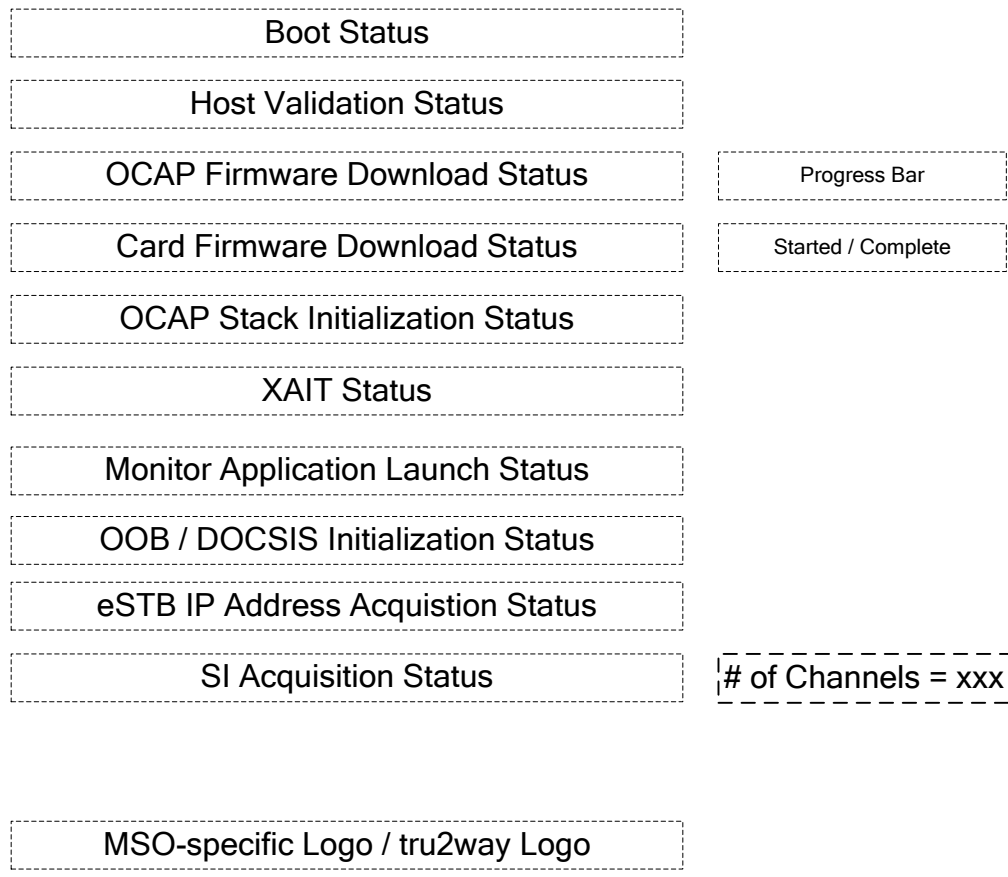 Boot Status
Host Validation Status
OCAP Firmware Download Status
Progress Bar
Card Firmware Download Status
Started / Complete
OCAP Stack Initialization Status
XAIT Status
Monitor Application Launch Status
OOB / DOCSIS Initialization Status
eSTB IP Address Acquistion Status
SI Acquisition Status
# of Channels = xxx
MSO-specific Logo / tru2way Logo